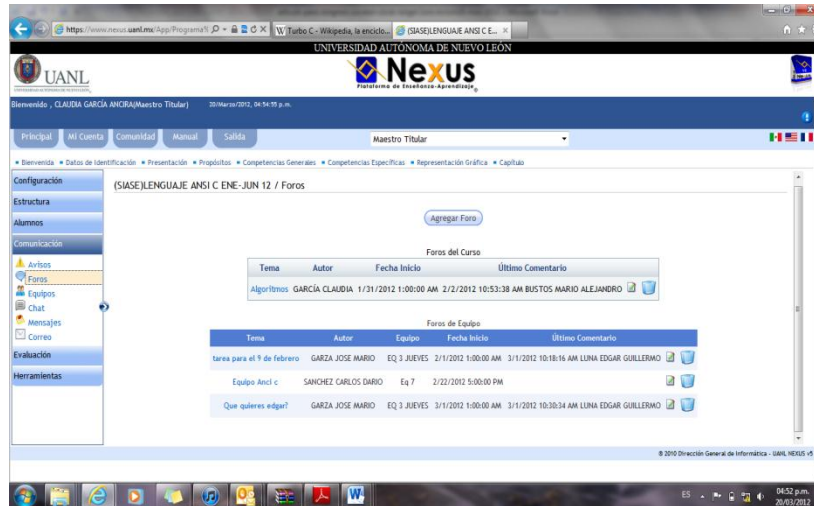 https://www.nexus.uanl.mx/App/Programa
Turbo C - Wikipedia, la enciclo...
(SIASE)LENGUAJE ANSI C E...
UNIVERSIDAD AUTÓNOMA DE NUEVO LEÓN
UANL
Nexus
Plataforma de Enseñanza-Aprendizaje
Bienvenido , CLAUDIA GARCÍA ANCIRA(Maestro Titular) 20/Marzo/2012, 04:54:55 p.m.
Principal Mi Cuenta Comunidad Manual Salida Maestro Titular
Bienvenida Datos de Identificación Presentación Propósitos Competencias Generales Competencias Específicas Representación Gráfica Capítulo
Configuración
Estructura
Alumnos
Comunicación
Avisos
Foros
Equipos
Chat
Mensajes
Correo
Evaluación
Herramientas
(SIASE)LENGUAJE ANSI C ENE-JUN 12 / Foros
Agregar Foro
Foros del Curso
Tema Autor Fecha Inicio Último Comentario
Algoritmos GARCÍA CLAUDIA 1/31/2012 1:00:00 AM 2/2/2012 10:53:38 AM BUSTOS MARIO ALEJANDRO
Foros de Equipo
Tema Autor Equipo Fecha Inicio Último Comentario
tarea para el 9 de febrero GARZA JOSE MARIO EQ 3 JUEVES 2/1/2012 1:00:00 AM 3/1/2012 10:18:16 AM LUNA EDGAR GUILLERMO
Equipo Anci c SANCHEZ CARLOS DARIO Eq 7 2/22/2012 5:00:00 PM
Que quieres edgar? GARZA JOSE MARIO EQ 3 JUEVES 3/1/2012 1:00:00 AM 3/1/2012 10:30:34 AM LUNA EDGAR GUILLERMO
© 2010 Dirección General de Informática - UANL NEXUS v5
ES 04:52 p.m.
20/03/2012